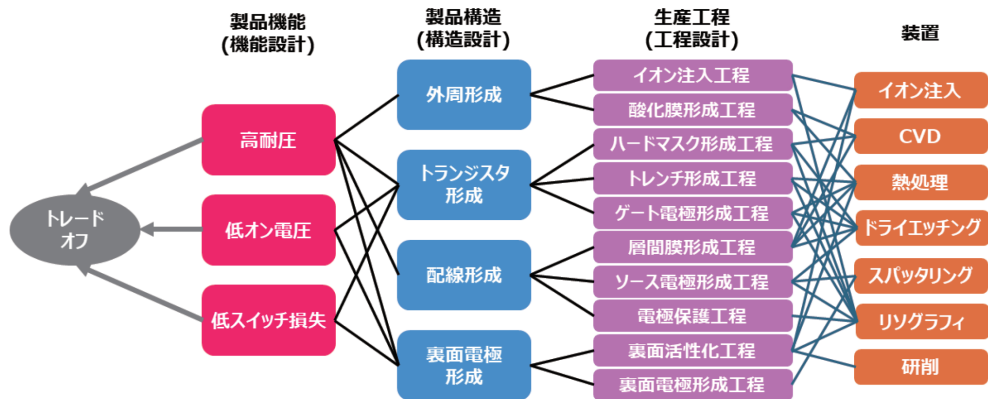 製品機能
(機能設計)
製品構造
(構造設計)
生産工程
(工程設計)
装置
トレード
オフ
高耐圧
低オン電圧
低スイッチ損失
外周形成
トランジスタ
形成
配線形成
裏面電極
形成
イオン注入工程
酸化膜形成工程
ハードマスク形成工程
トレンチ形成工程
ゲート電極形成工程
層間膜形成工程
ソース電極形成工程
電極保護工程
裏面活性化工程
裏面電極形成工程
イオン注入
CVD
熱処理
ドライエッチング
スパッタリング
リソグラフィ
研削